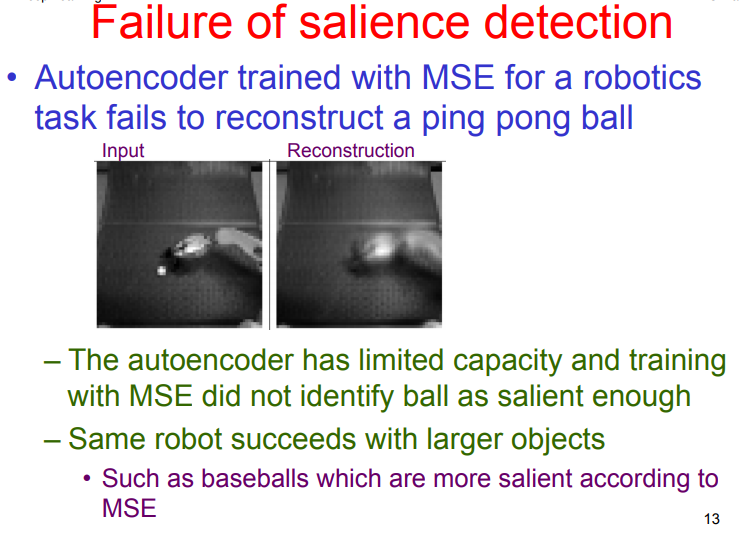 Failure of salience detection
• Autoencoder trained with MSE for a robotics
task fails to reconstruct a ping pong ball
Input
Reconstruction
– The autoencoder has limited capacity and training
with MSE did not identify ball as salient enough
– Same robot succeeds with larger objects
• Such as baseballs which are more salient according to
MSE
13